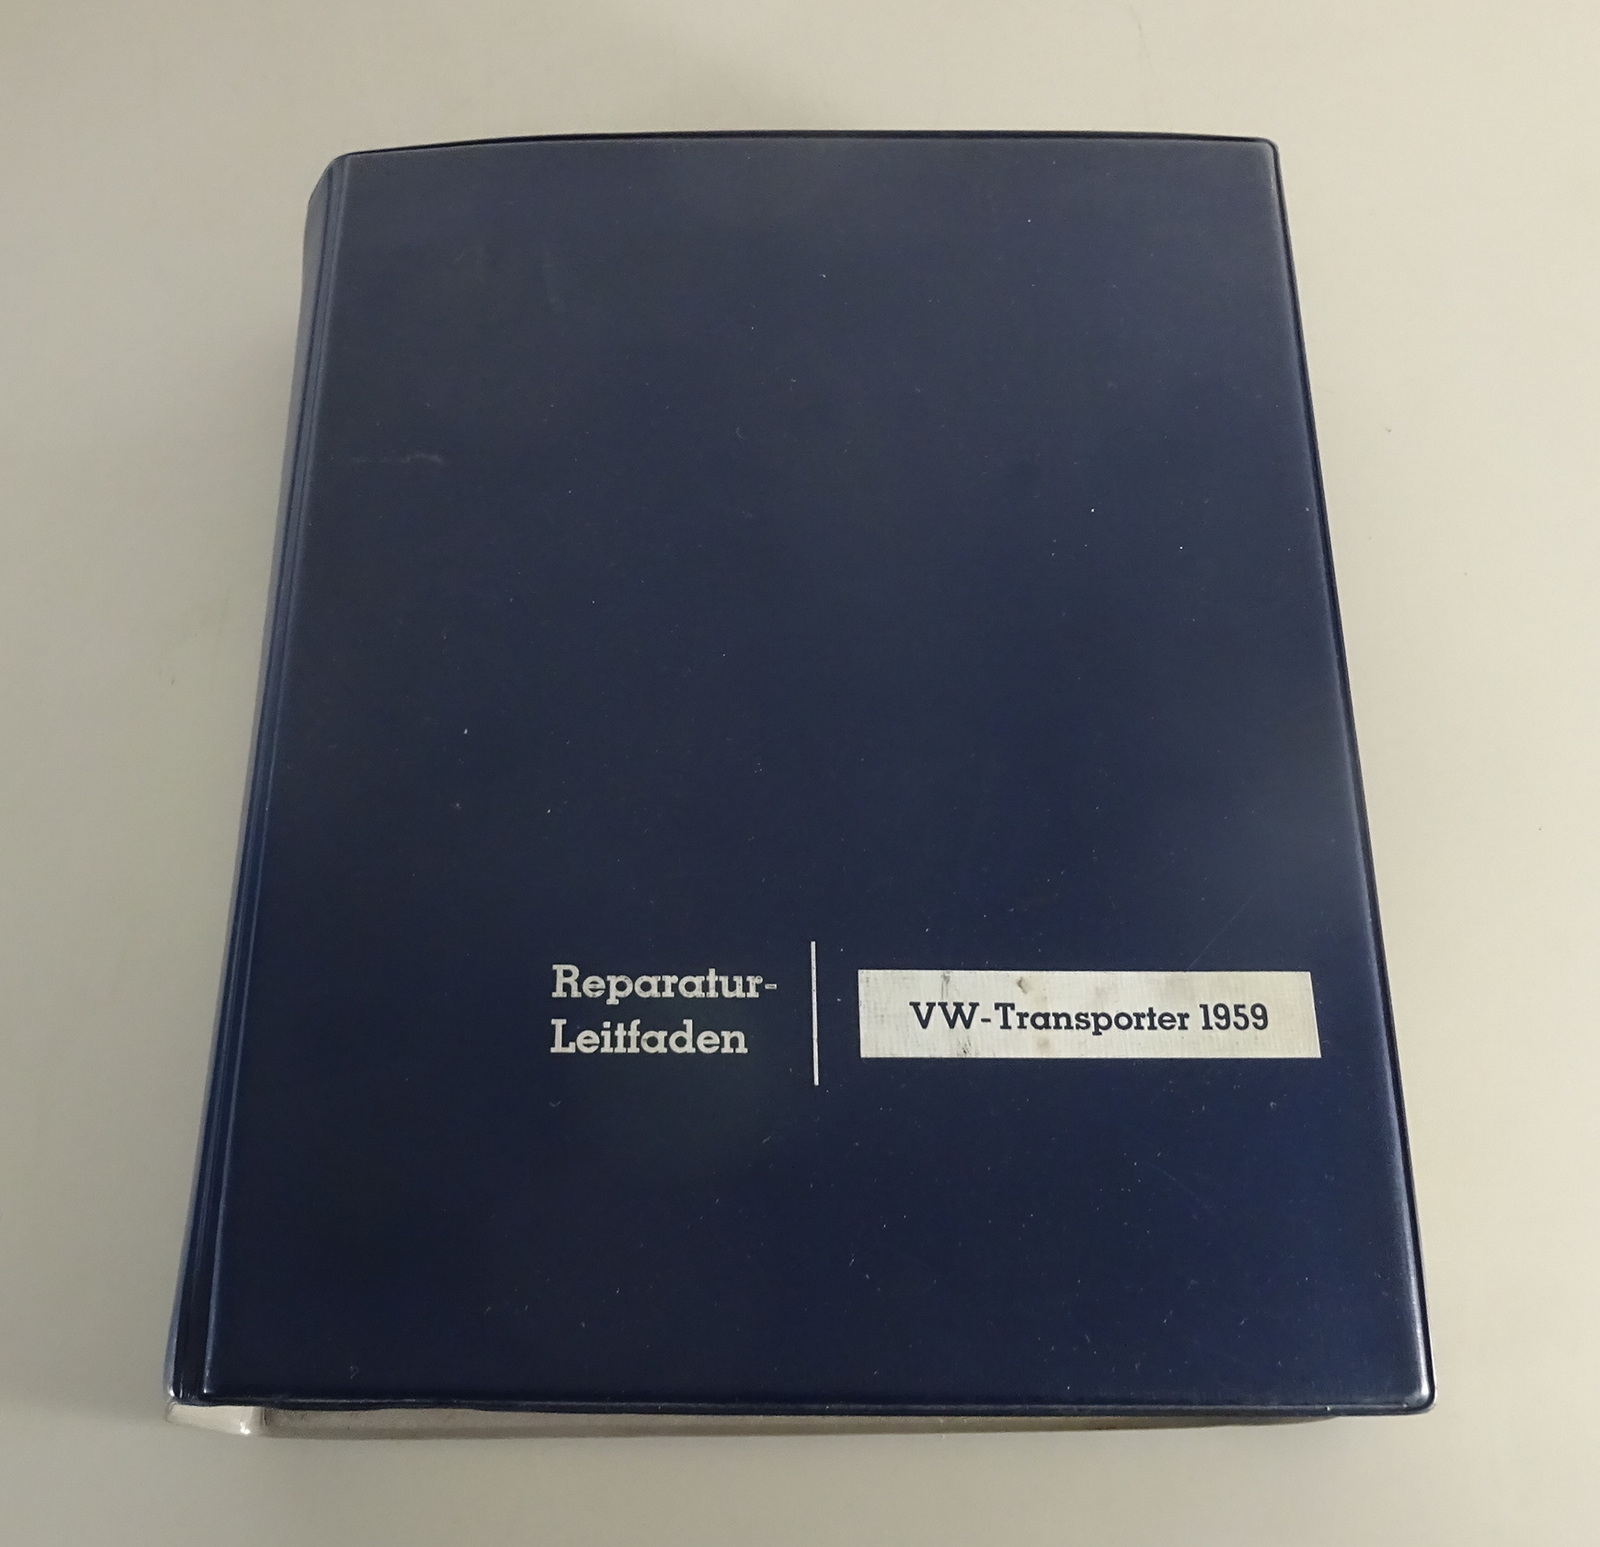 Reparatur-
Leitfaden
VW-Transporter 1959